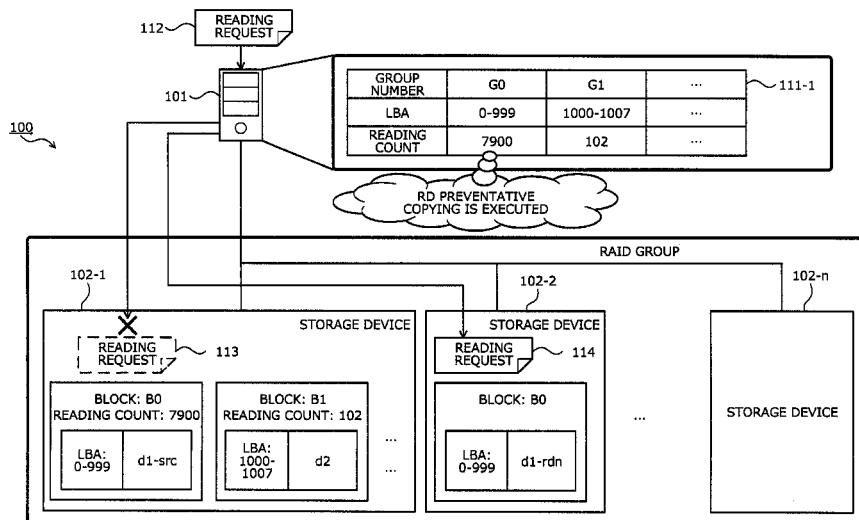 112
READING
REQUEST
101
100
GROUP
NUMBER
G0
G1
...
111-1
LBA
0-999
1000-1007
...
READING
COUNT
7900
102
...
RD PREVENTATIVE
COPYING IS EXECUTED
RAID GROUP
102-1
102-2
102-n
STORAGE DEVICE
READING
REQUEST
113
BLOCK: B0
READING COUNT: 7900
LBA:
0-999
d1-src
BLOCK: B1
READING COUNT: 102
LBA:
1000-
1007
d2
...
...
STORAGE DEVICE
READING
REQUEST
114
BLOCK: B0
LBA:
0-999
d1-rdn
...
STORAGE DEVICE